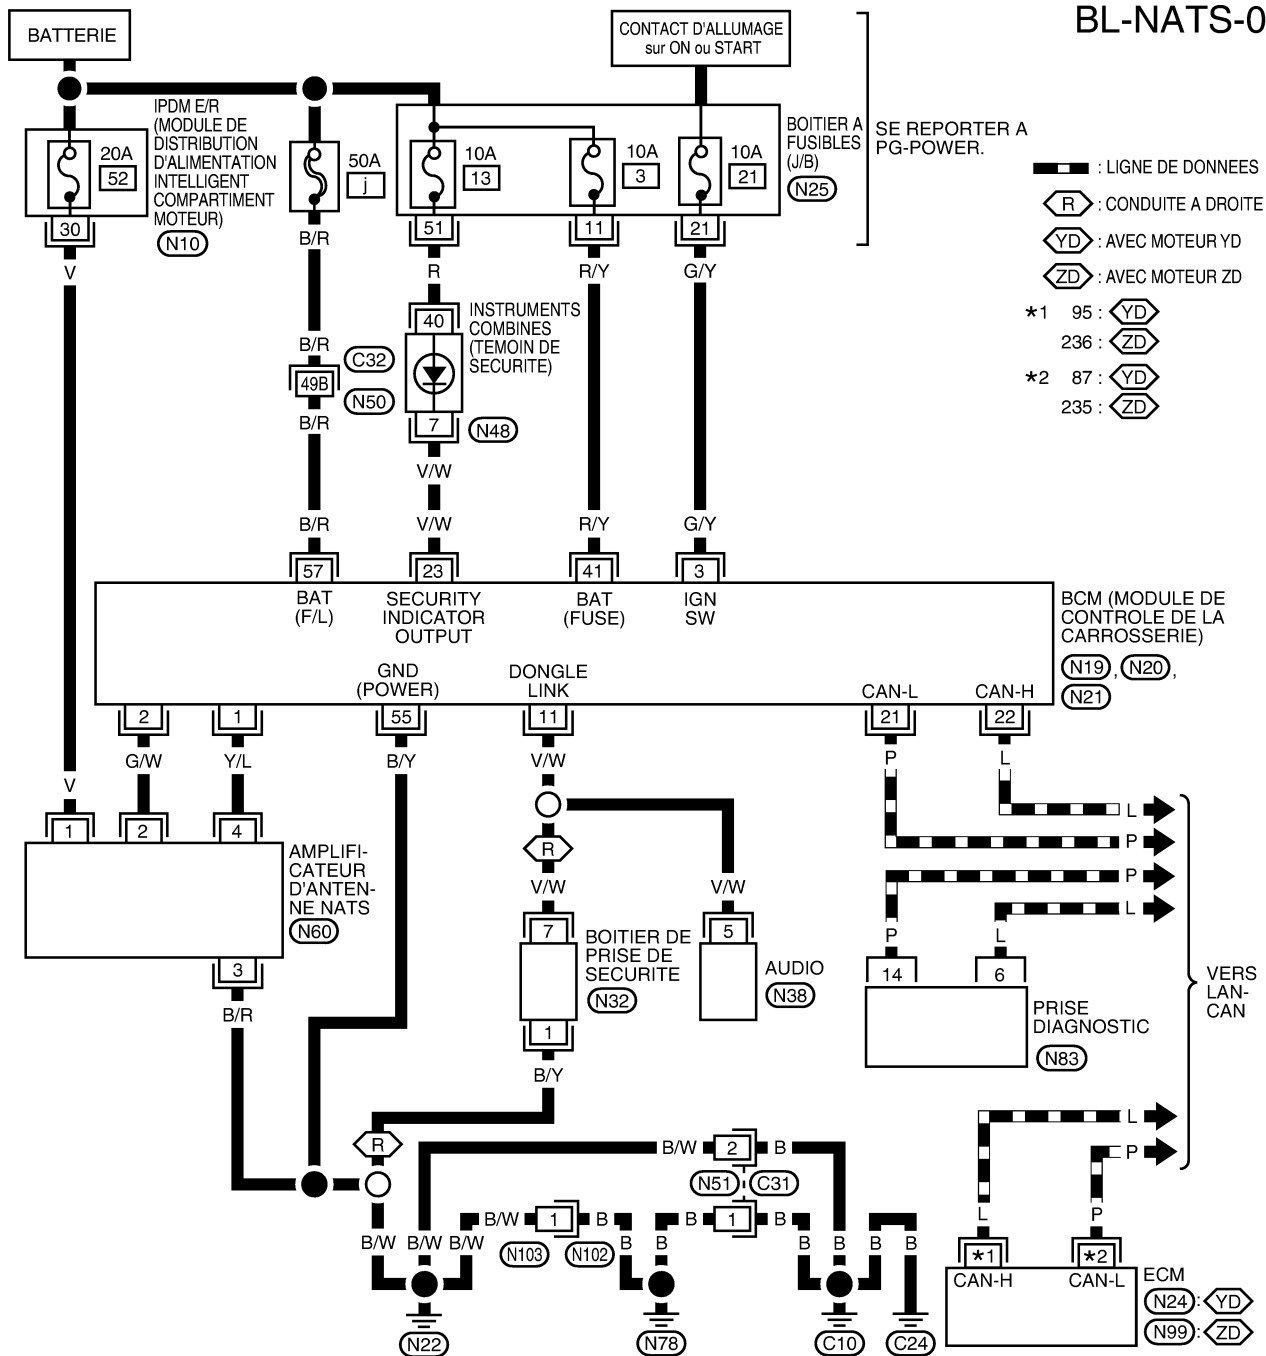 BL-NATS-0
BATTERIE
CONTACT D'ALLUMAGE
sur ON ou START
IPDM E/R
(MODULE DE
DISTRIBUTION
D'ALIMENTATION
INTELLIGENT
COMPARTIMENT
MOTEUR)
N10
20A
52
50A
j
10A
13
10A
3
10A
21
BOITIER A
FUSIBLES
(J/B)
N25
SE REPORTER A
PG-POWER.
: LIGNE DE DONNEES
R : CONDUITE A DROITE
YD : AVEC MOTEUR YD
ZD : AVEC MOTEUR ZD
*1 95 : YD
236 : ZD
*2 87 : YD
235 : ZD
30
51
11
21
V
B/R
R
R/Y
G/Y
40
INSTRUMENTS
COMBINES
(TEMOIN DE
SECURITE)
B/R
C32
49B
N50
B/R
7
N48
V/W
B/R
V/W
R/Y
G/Y
57
23
41
3
BAT
(F/L)
SECURITY
INDICATOR
OUTPUT
BAT
(FUSE)
IGN
SW
BCM (MODULE DE
CONTROLE DE LA
CARROSSERIE)
N19 , N20 ,
N21
GND
(POWER)
DONGLE
LINK
CAN-L
CAN-H
2
1
55
11
21
22
G/W
Y/L
B/Y
V/W
P
L
V
1
2
4
L
P
P
L
R
AMPLIFI-
CATEUR
D'ANTEN-
NE NATS
N60
V/W
V/W
7
5
P
L
3
BOITIER DE
PRISE DE
SECURITE
N32
AUDIO
N38
14
6
VERS
LAN-
CAN
B/R
1
PRISE
DIAGNOSTIC
N83
B/Y
L
R
B/W
2
B
P
N51
C31
B/W
1
B
B
1
B
L
P
B/W
B/W
B/W
N103
N102
B
B
B
B
B
B
*1
*2
CAN-H
CAN-L
ECM
N24 : YD
N99 : ZD
N22
N78
C10
C24